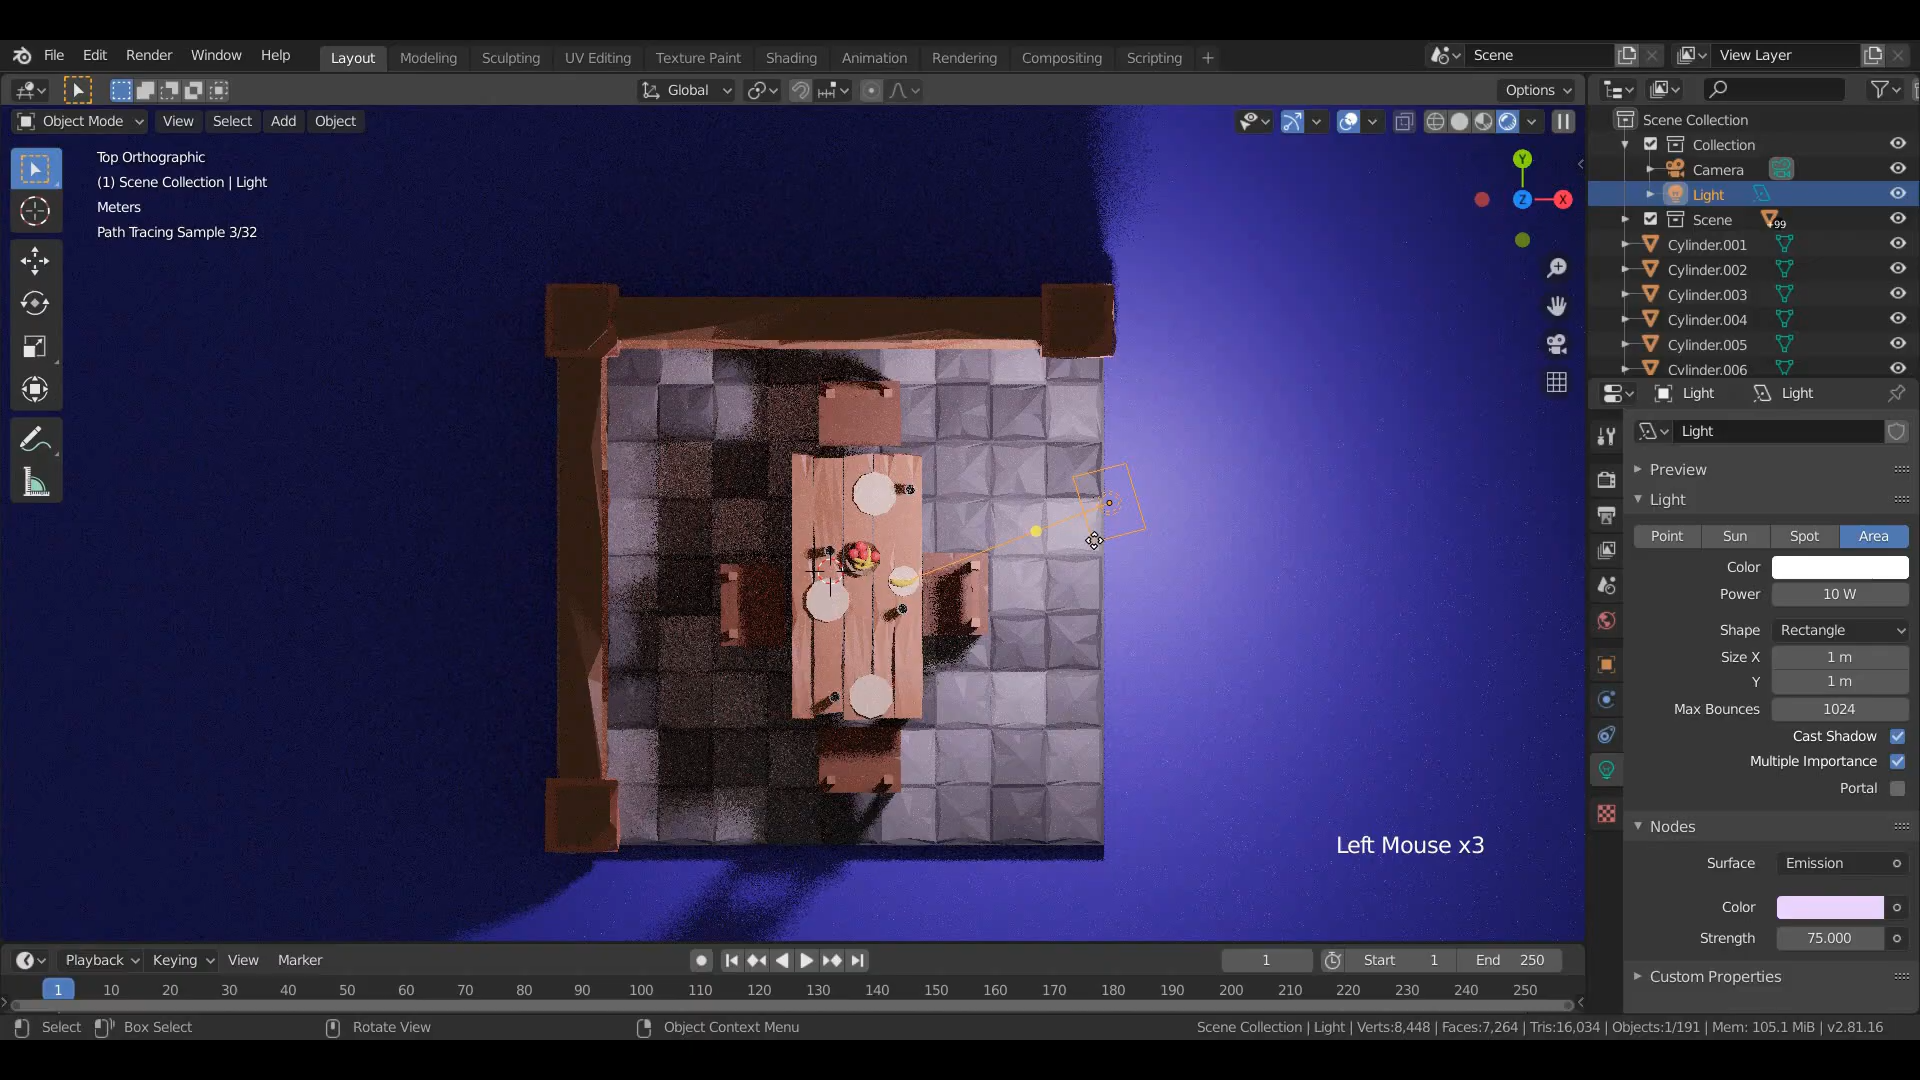 File Edit Render Window Help
Layout Modeling Sculpting UV Editing Texture Paint Shading Animation Rendering Compositing Scripting +
Scene
View Layer
Global
Options
Object Mode View Select Add Object
Top Orthographic
(1) Scene Collection | Light
Meters
Path Tracing Sample 3/32
Y
Z
X
Left Mouse x3
Scene Collection
Collection
Camera
Light
Scene
+99
Cylinder.001
Cylinder.002
Cylinder.003
Cylinder.004
Cylinder.005
Cylinder.006
Light Light
Light
Preview
Light
Point Sun Spot Area
Color
Power 10 W
Shape Rectangle
Size X 1 m
Y 1 m
Max Bounces 1024
Cast Shadow
Multiple Importance
Portal
Nodes
Surface Emission
Color
Strength 75.000
Custom Properties
Playback Keying View Marker
1 Start 1 End 250
1 10 20 30 40 50 60 70 80 90 100 110 120 130 140 150 160 170 180 190 200 210 220 230 240 250
Select Box Select Rotate View Object Context Menu
Scene Collection | Light | Verts:8,448 | Faces:7,264 | Tris:16,034 | Objects:1/191 | Mem: 105.1 MiB | v2.81.16